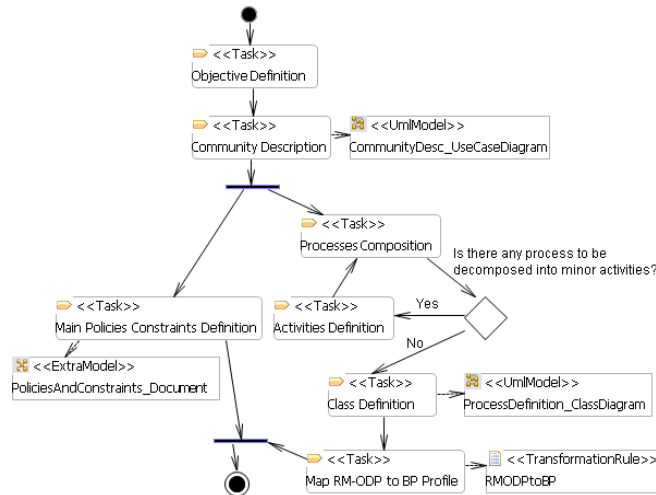 <<Task>>
Objective Definition
<<Task>>
Community Description
<<UmlModel>>
CommunityDesc_UseCaseDiagram
<<Task>>
Processes Composition
Is there any process to be
decomposed into minor activities?
<<Task>>
Main Policies Constraints Definition
<<Task>>
Activities Definition
Yes
No
<<ExtraModel>>
PoliciesAndConstraints_Document
<<Task>>
Class Definition
<<UmlModel>>
ProcessDefinition_ClassDiagram
<<Task>>
Map RM-ODP to BP Profile
<<TransformationRule>>
RMODPtoBP